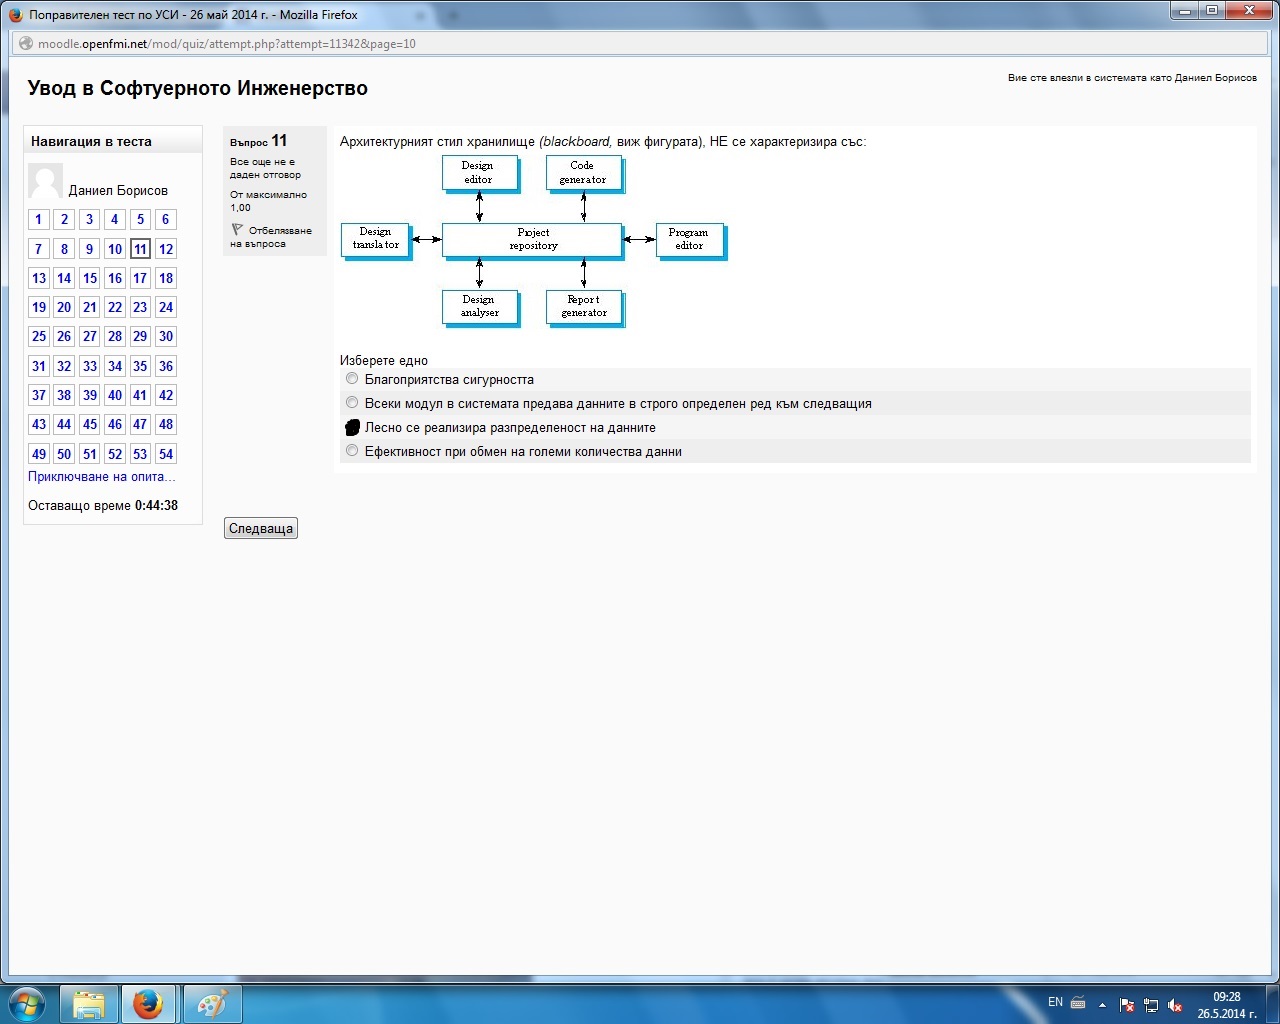 Поправителен тест по УСИ - 26 май 2014 г. - Mozilla Firefox
moodle.openfmi.net/mod/quiz/attempt.php?attempt=11342&page=10
Вие сте влезли в системата като Даниел Борисов
Увод в Софтуерното Инженерство
Навигация в теста
Даниел Борисов
1 2 3 4 5 6
7 8 9 10 11 12
13 14 15 16 17 18
19 20 21 22 23 24
25 26 27 28 29 30
31 32 33 34 35 36
37 38 39 40 41 42
43 44 45 46 47 48
49 50 51 52 53 54
Приключване на опита...
Оставащо време 0:44:38
Въпрос 11
Все още не е
даден отговор
От максимално
1,00
Отбелязване
на въпроса
Архитектурният стил хранилище (blackboard, виж фигурата), НЕ се характеризира със:
Design
editor
Code
generator
Design
translator
Project
repository
Program
editor
Design
analyser
Report
generator
Изберете едно
Благоприятства сигурността
Всеки модул в системата предава данните в строго определен ред към следващия
Лесно се реализира разпределеност на данните
Ефективност при обмен на големи количества данни
Следваща
EN
09:28
26.5.2014 г.